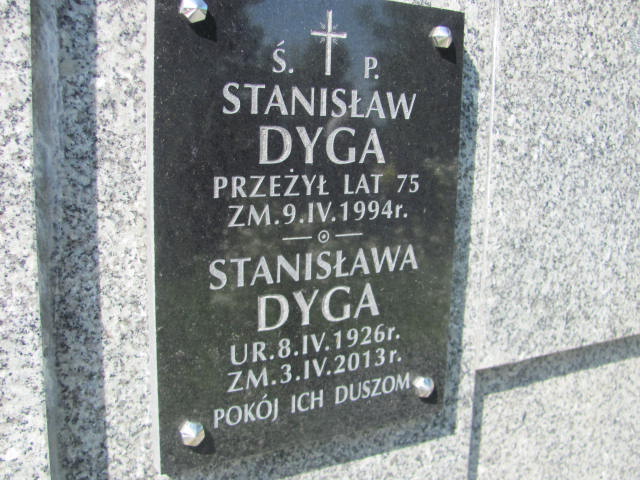 Ś. P.
STANISŁAW
DYGA
PRZEŻYŁ LAT 75
ZM. 9. IV. 1994r.
STANISŁAWA
DYGA
UR. 8. IV. 1926r.
ZM. 3. IV. 2013r.
POKÓJ ICH DUSZOM